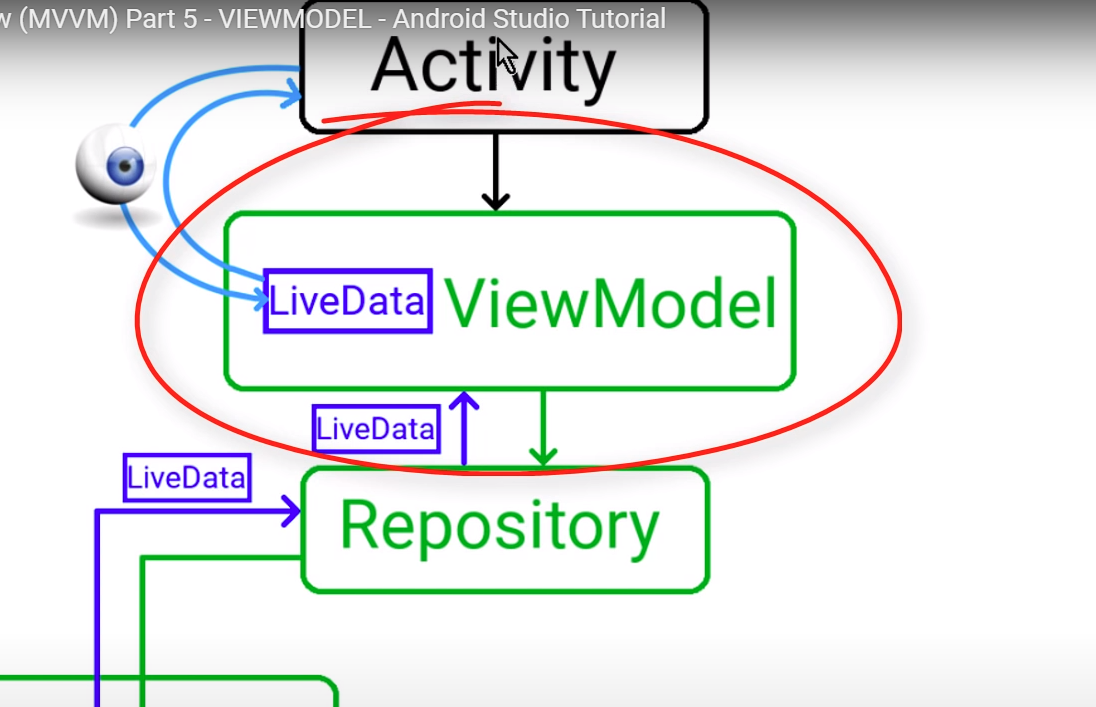 w (MVVM) Part 5 - VIEWMODEL - Android Studio Tutorial
Activity
LiveData
ViewModel
LiveData
LiveData
Repository